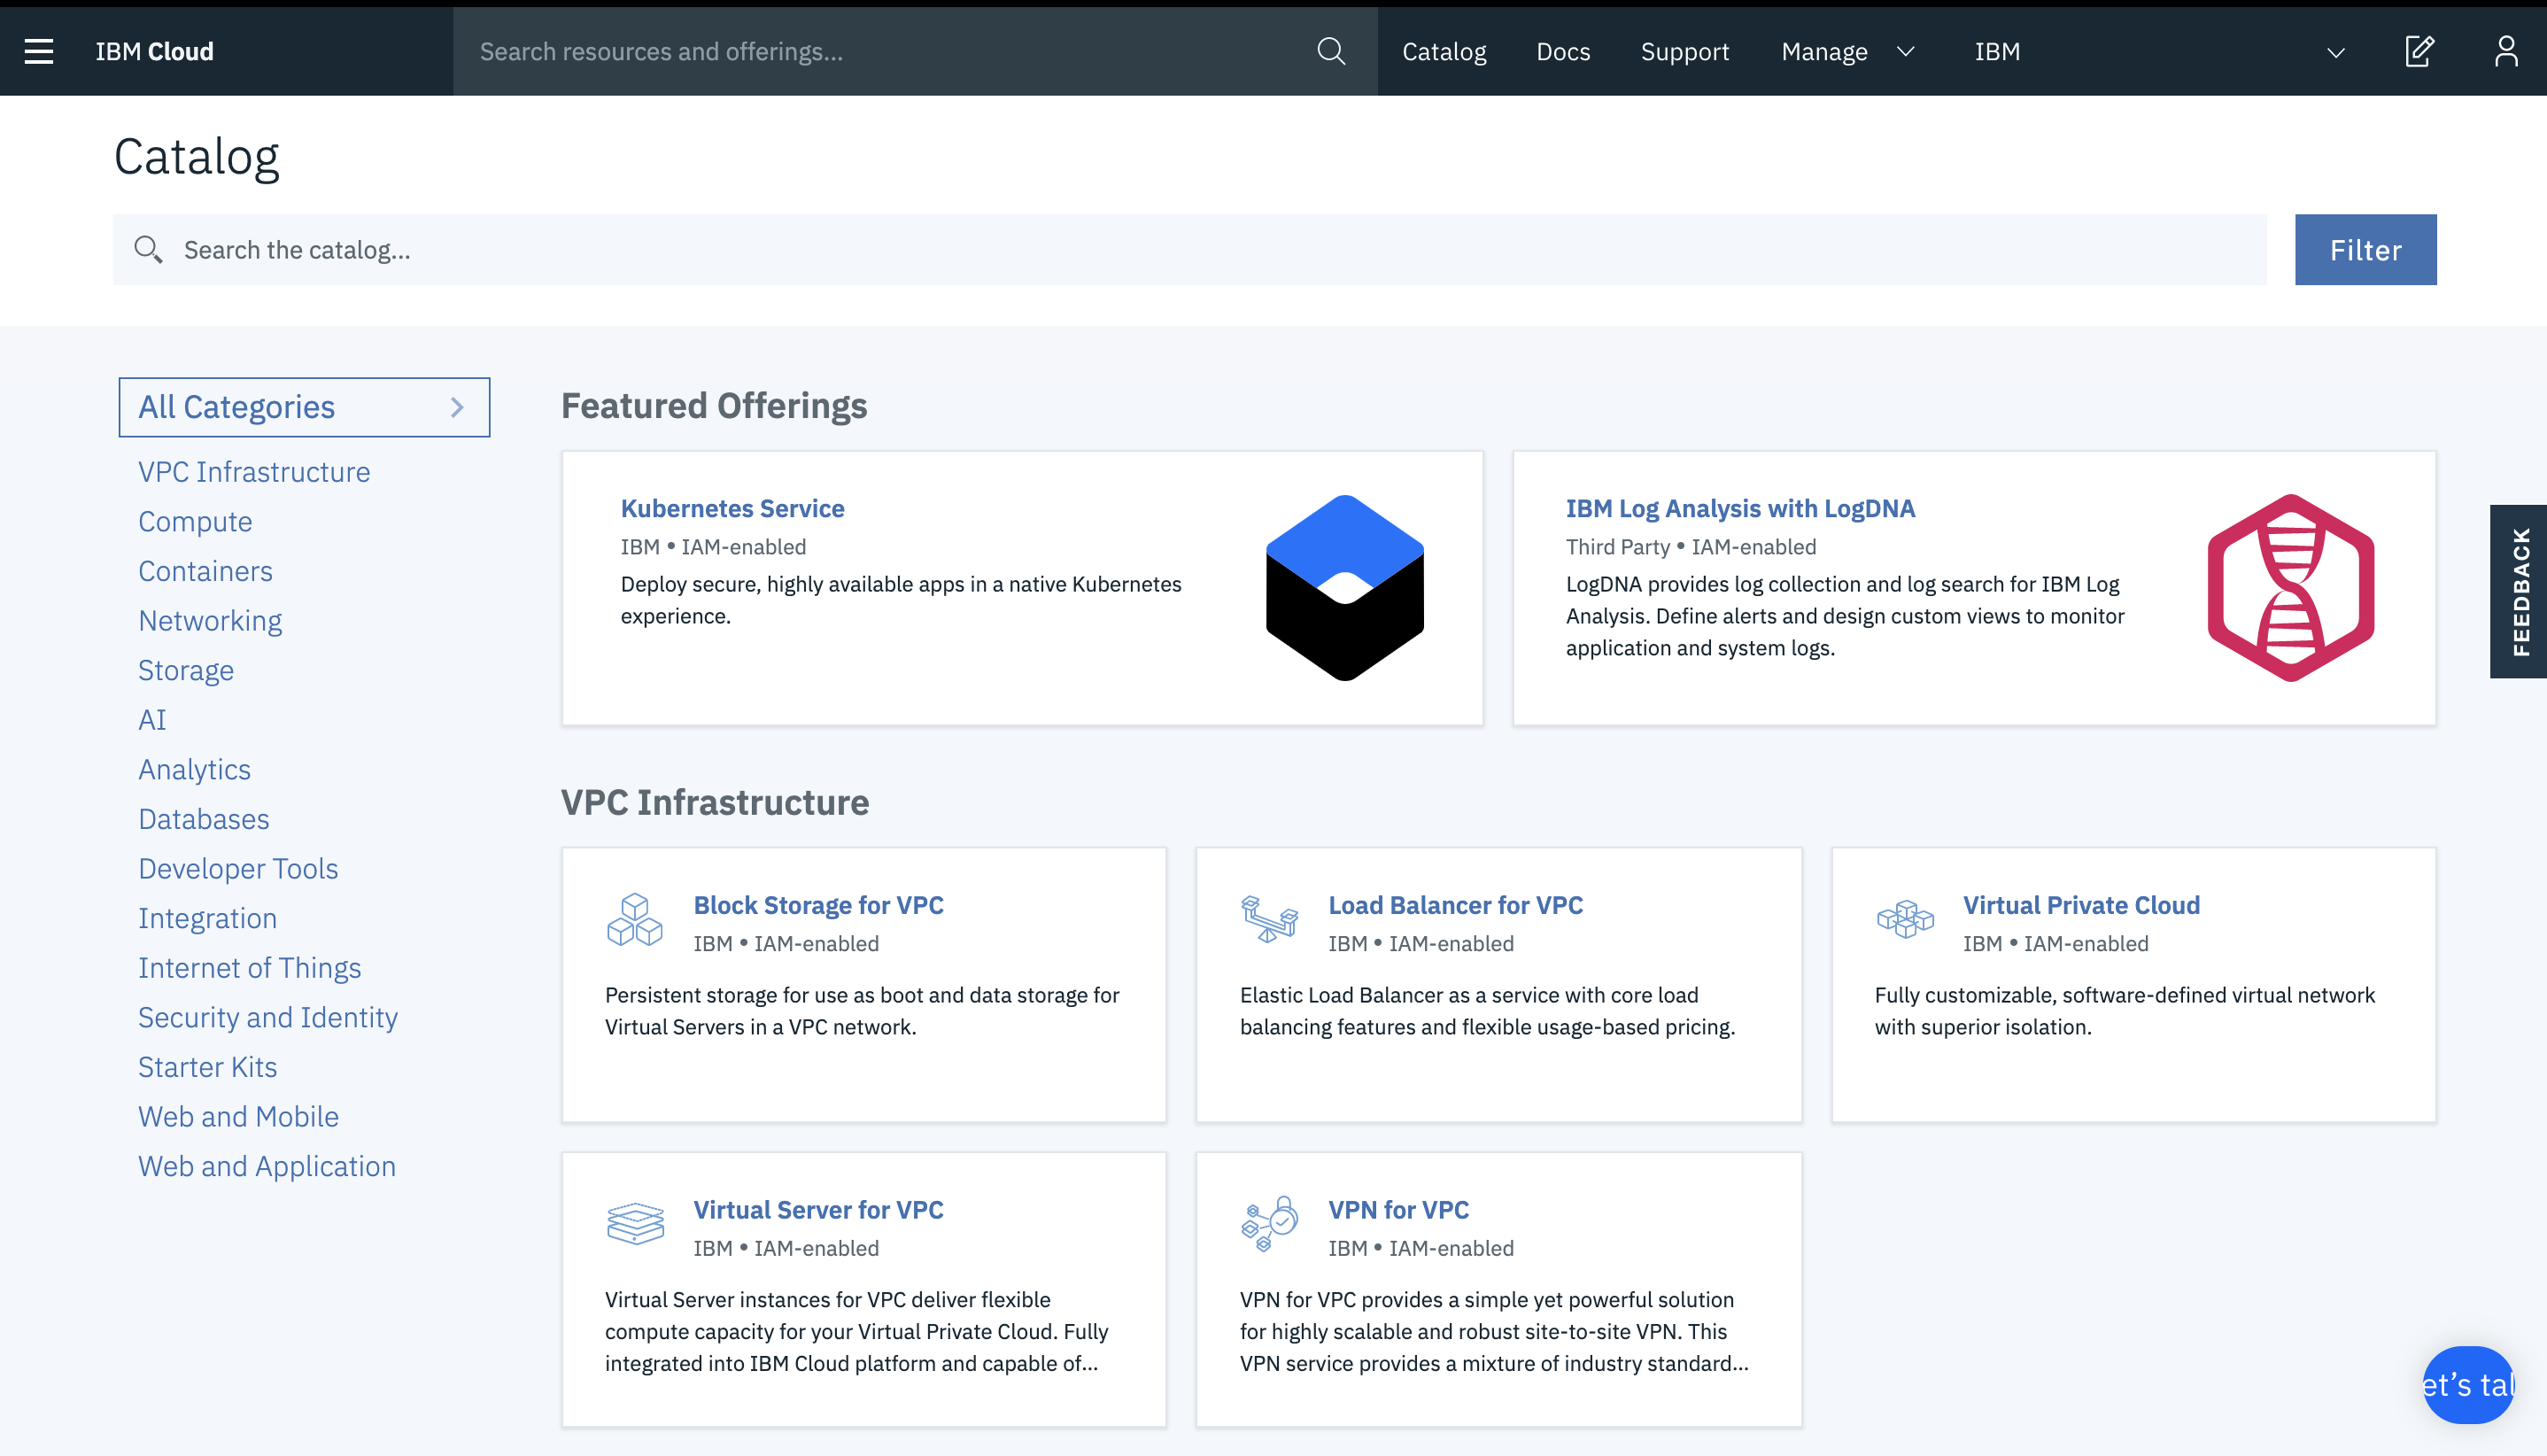 IBM Cloud
Search resources and offerings...
Catalog
Docs
Support
Manage
IBM
Catalog
Search the catalog...
Filter
All Categories
VPC Infrastructure
Compute
Containers
Networking
Storage
AI
Analytics
Databases
Developer Tools
Integration
Internet of Things
Security and Identity
Starter Kits
Web and Mobile
Web and Application
Featured Offerings
Kubernetes Service
IBM • IAM-enabled
Deploy secure, highly available apps in a native Kubernetes
experience.
IBM Log Analysis with LogDNA
Third Party • IAM-enabled
LogDNA provides log collection and log search for IBM Log
Analysis. Define alerts and design custom views to monitor
application and system logs.
VPC Infrastructure
Block Storage for VPC
IBM • IAM-enabled
Persistent storage for use as boot and data storage for
Virtual Servers in a VPC network.
Load Balancer for VPC
IBM • IAM-enabled
Elastic Load Balancer as a service with core load
balancing features and flexible usage-based pricing.
Virtual Private Cloud
IBM • IAM-enabled
Fully customizable, software-defined virtual network
with superior isolation.
Virtual Server for VPC
IBM • IAM-enabled
Virtual Server instances for VPC deliver flexible
compute capacity for your Virtual Private Cloud. Fully
integrated into IBM Cloud platform and capable of...
VPN for VPC
IBM • IAM-enabled
VPN for VPC provides a simple yet powerful solution
for highly scalable and robust site-to-site VPN. This
VPN service provides a mixture of industry standard...
FEEDBACK
et's tal